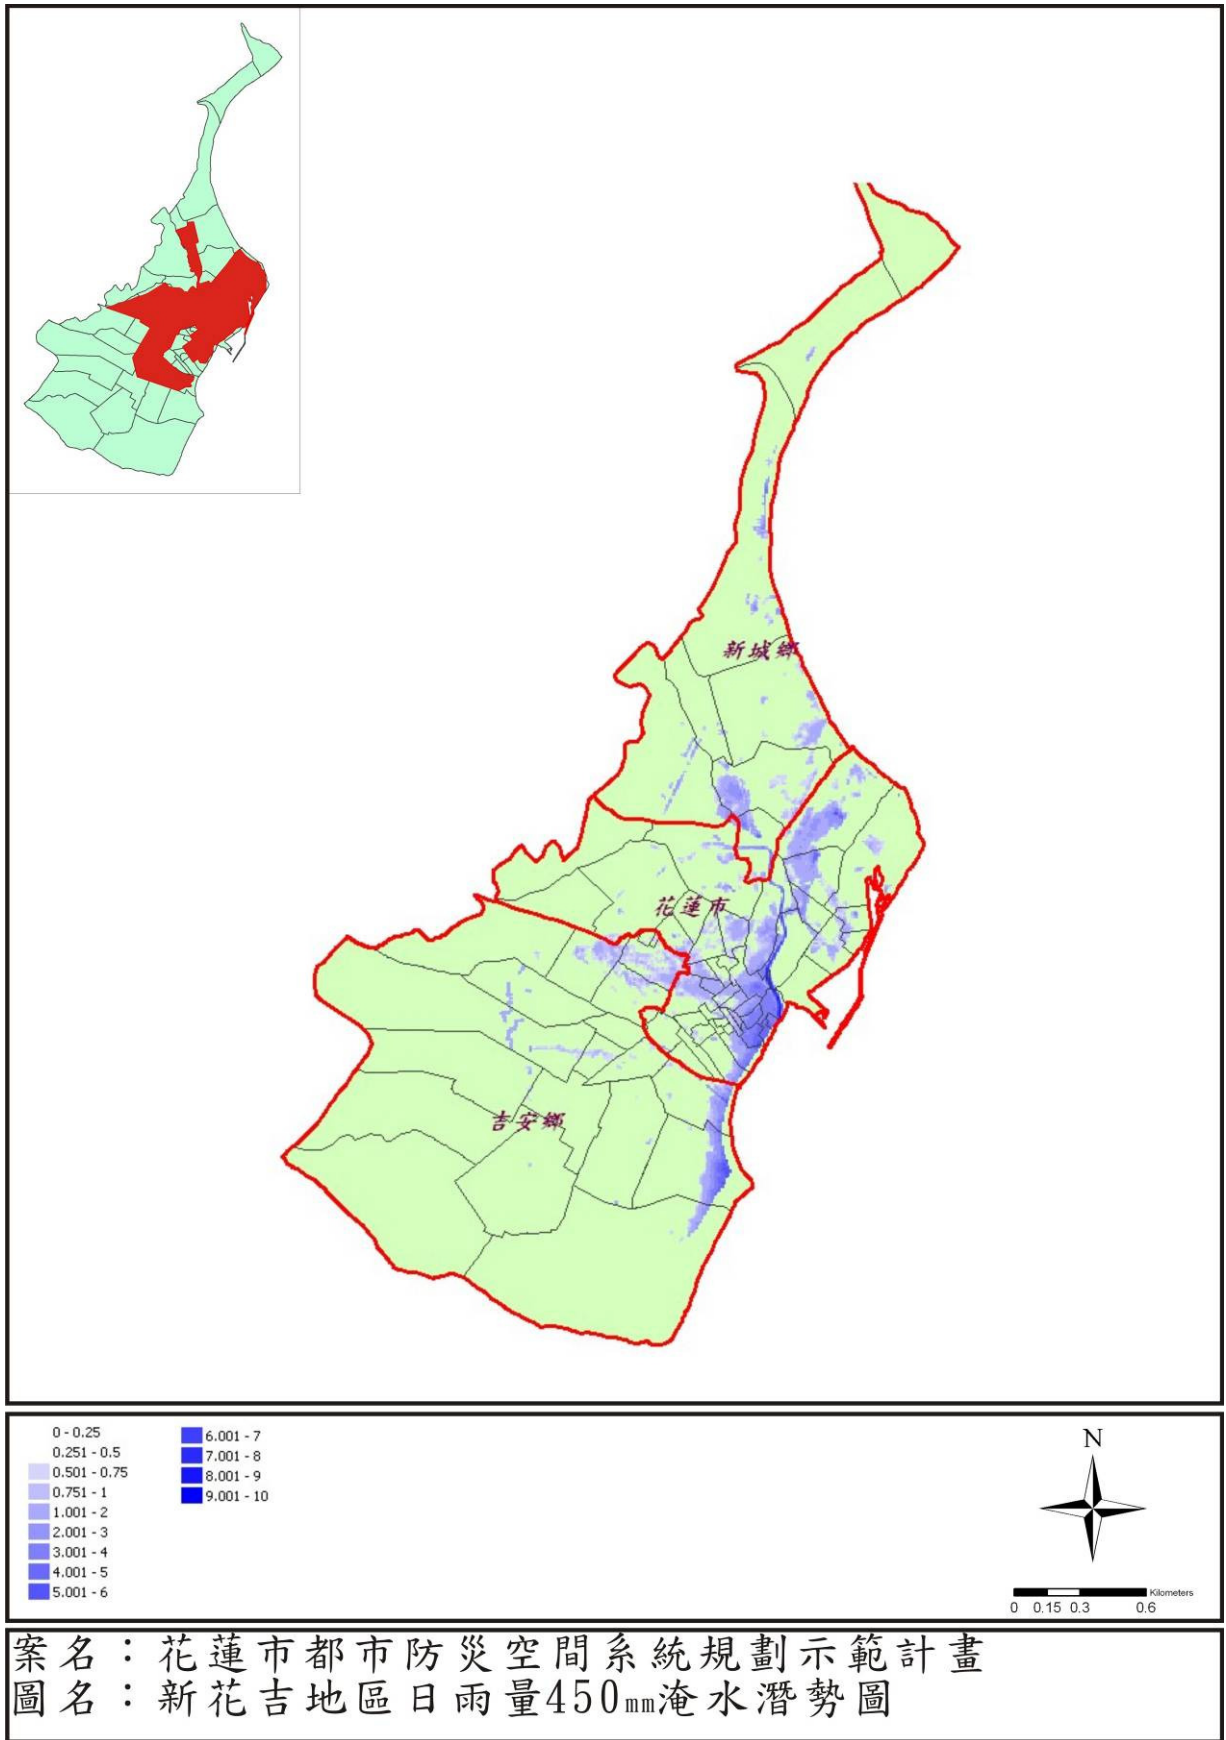 新城鄉
花蓮市
吉安鄉
0 - 0.25
0.251 - 0.5
0.501 - 0.75
0.751 - 1
1.001 - 2
2.001 - 3
3.001 - 4
4.001 - 5
5.001 - 6
6.001 - 7
7.001 - 8
8.001 - 9
9.001 - 10
N
Kilometers
0 0.15 0.3 0.6
案名：花蓮市都市防災空間系統規劃示範計畫
圖名：新花吉地區日雨量450mm淹水潛勢圖